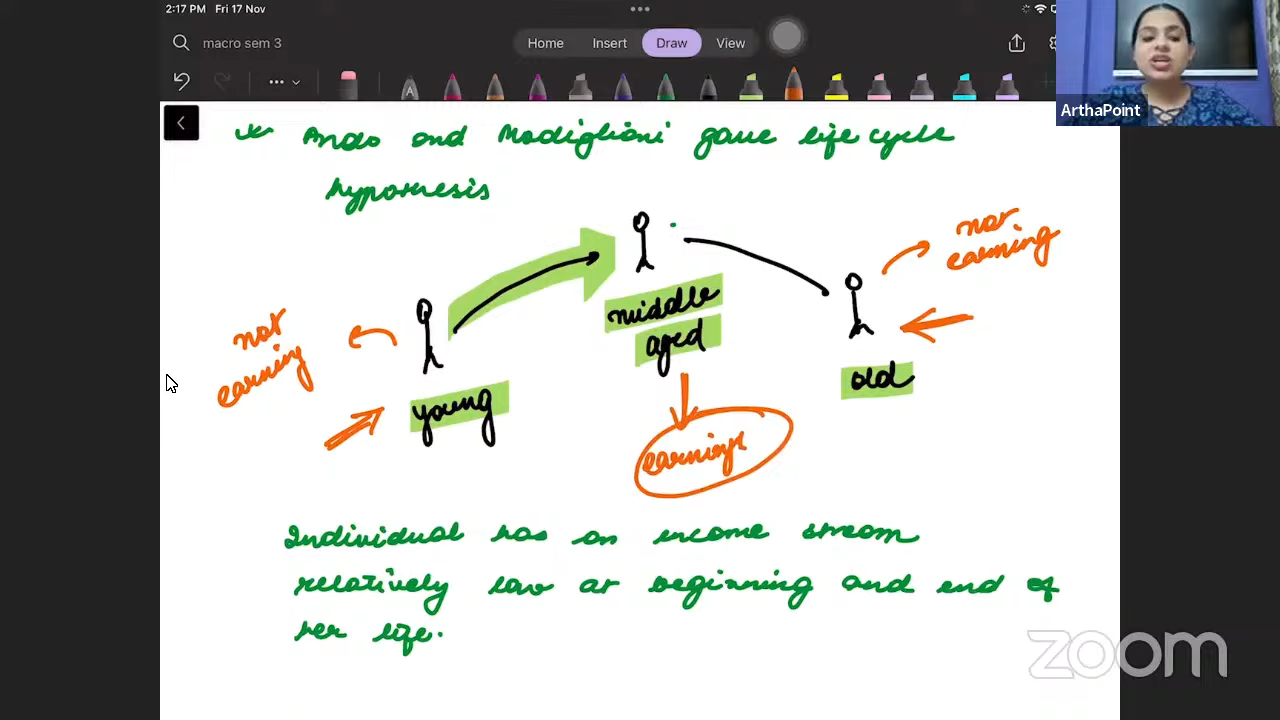 2:17 PM Fri 17 Nov
macro sem 3
Home Insert Draw View
A
ArthaPoint
Ando and Modigliani gave life cycle
hypothesis
not
earning
middle
aged
not
earning
young
old
earnings
Individual has an income stream
relatively low at beginning and end of
her life.
zoom